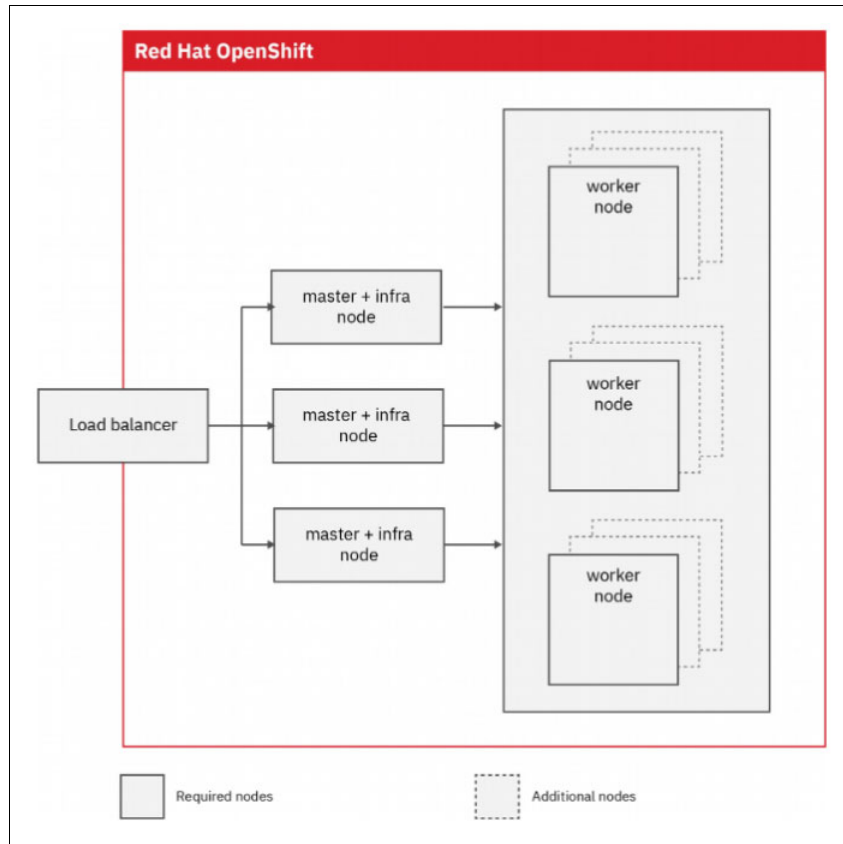 Red Hat OpenShift
worker
node
master + infra
node
worker
node
Load balancer
master + infra
node
master + infra
node
worker
node
Required nodes
Additional nodes